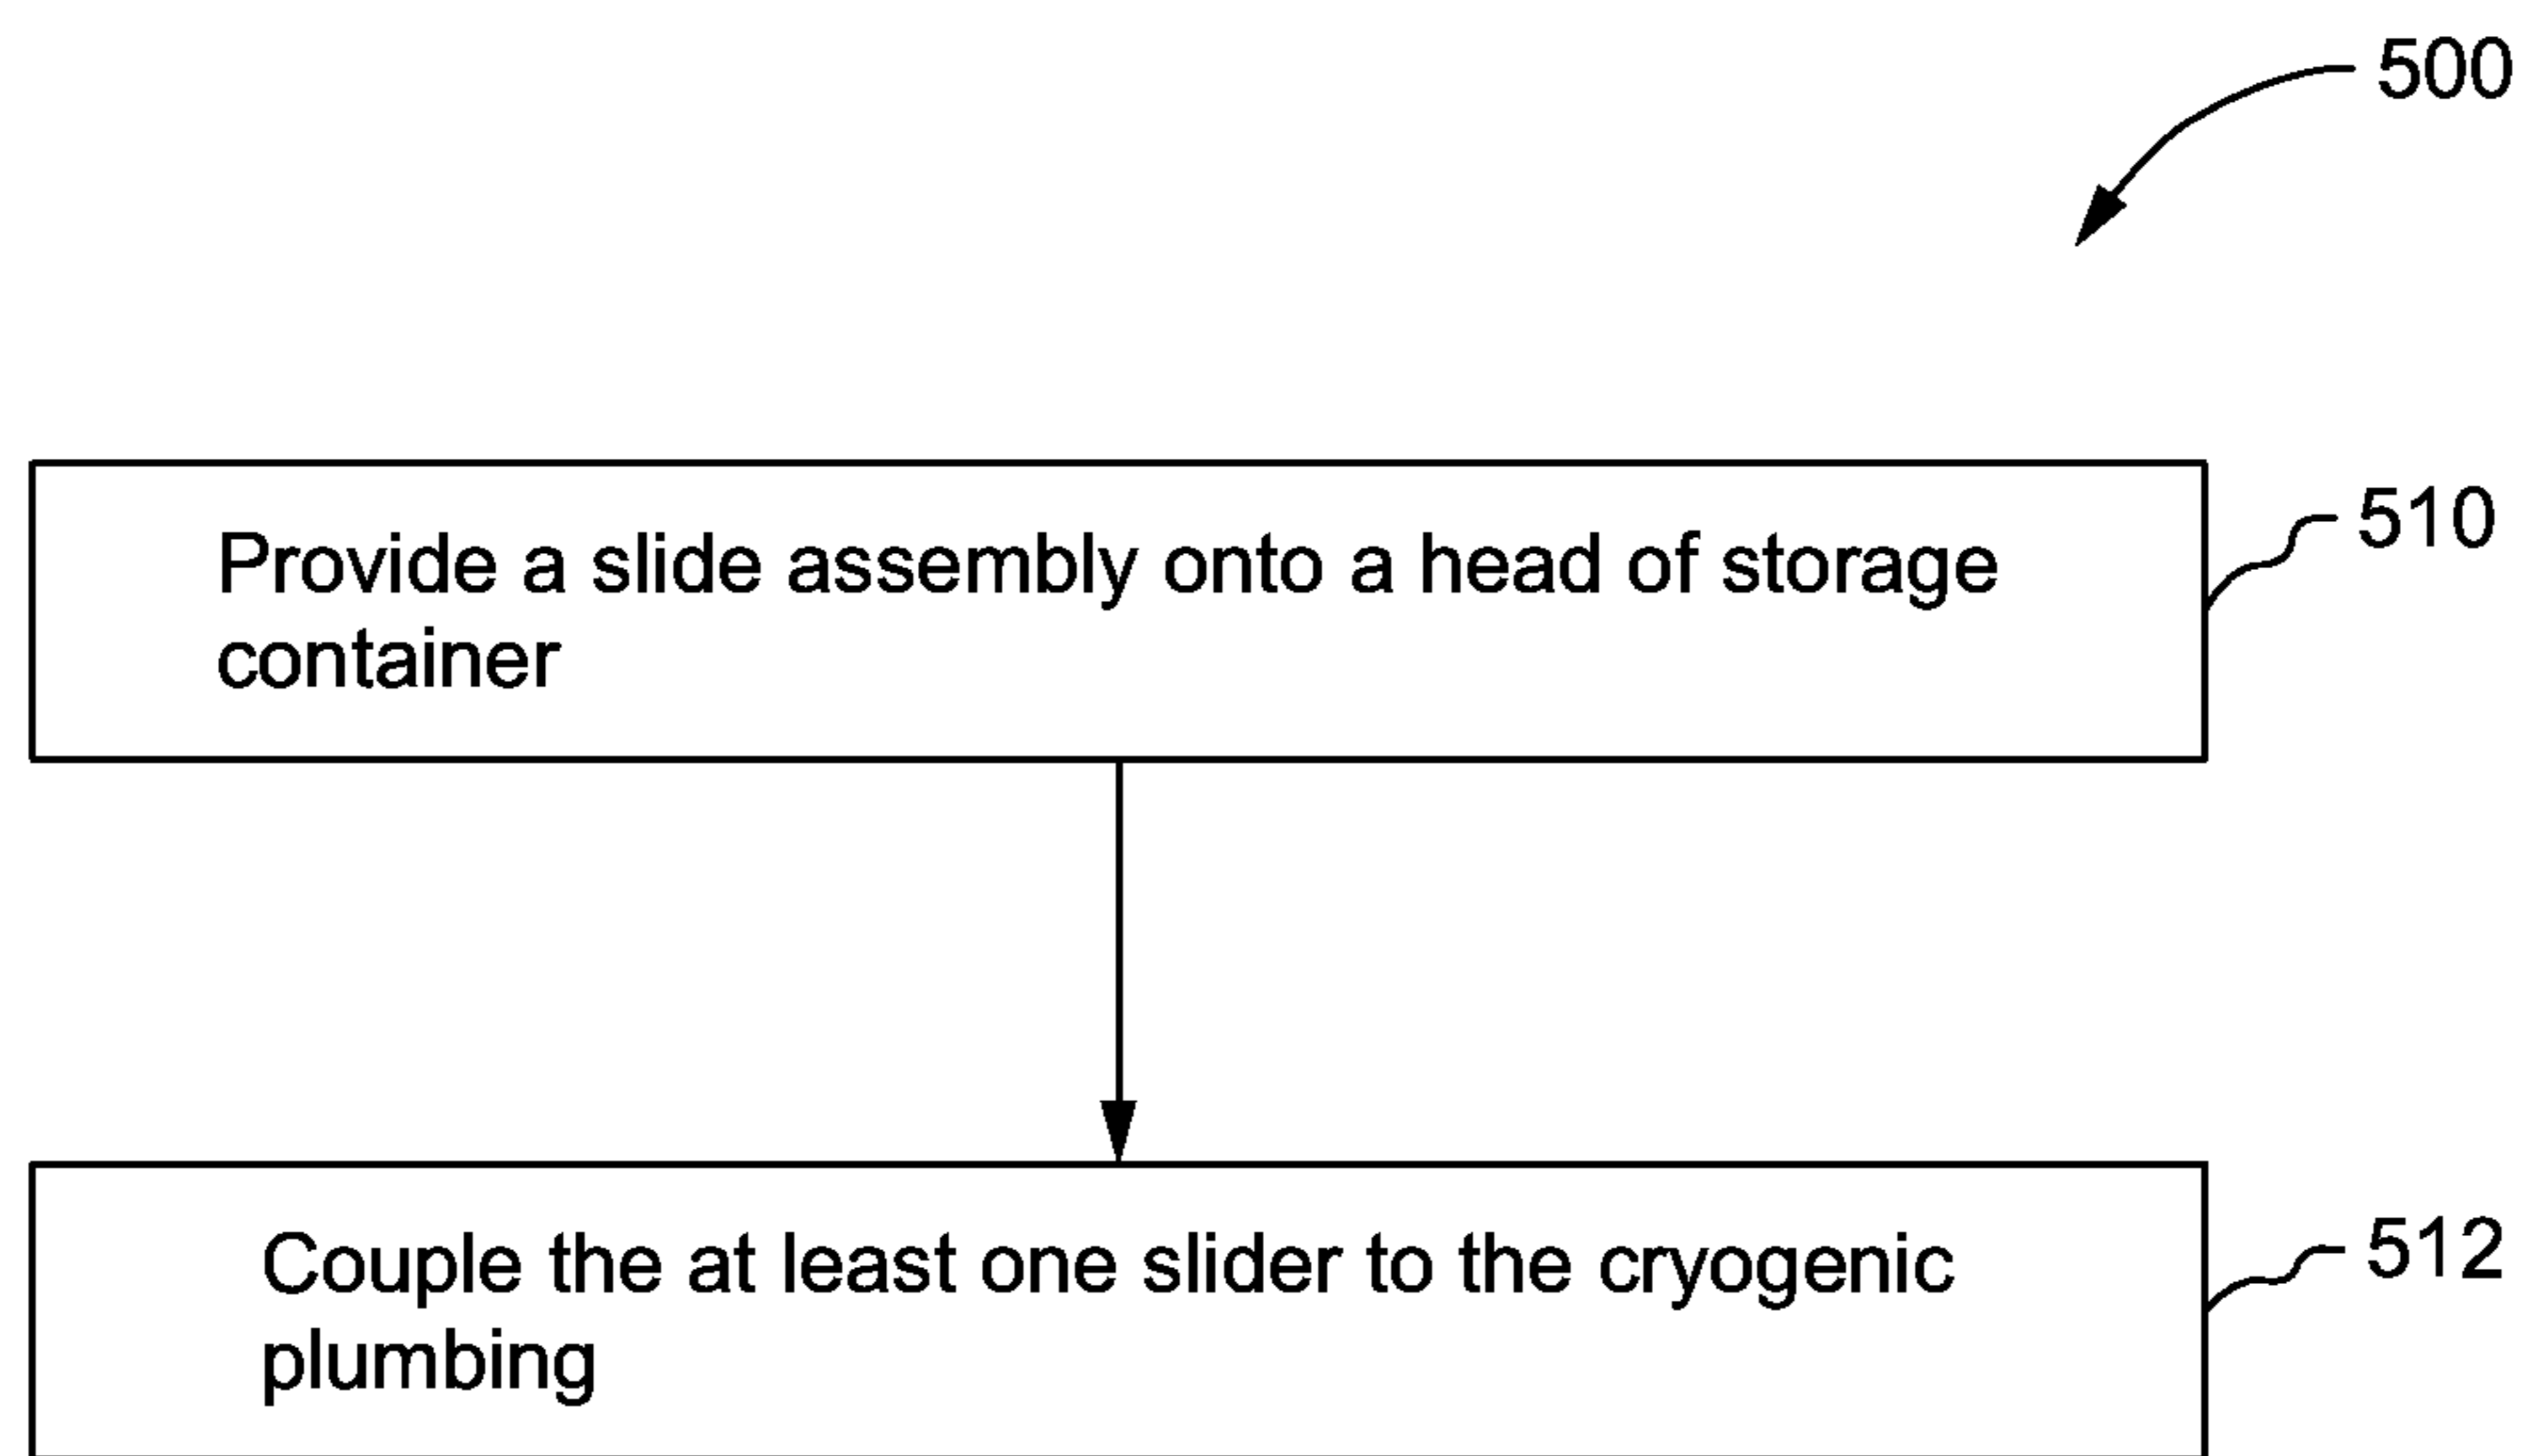 500
Provide a slide assembly onto a head of storage
container
510
Couple the at least one slider to the cryogenic
plumbing
512